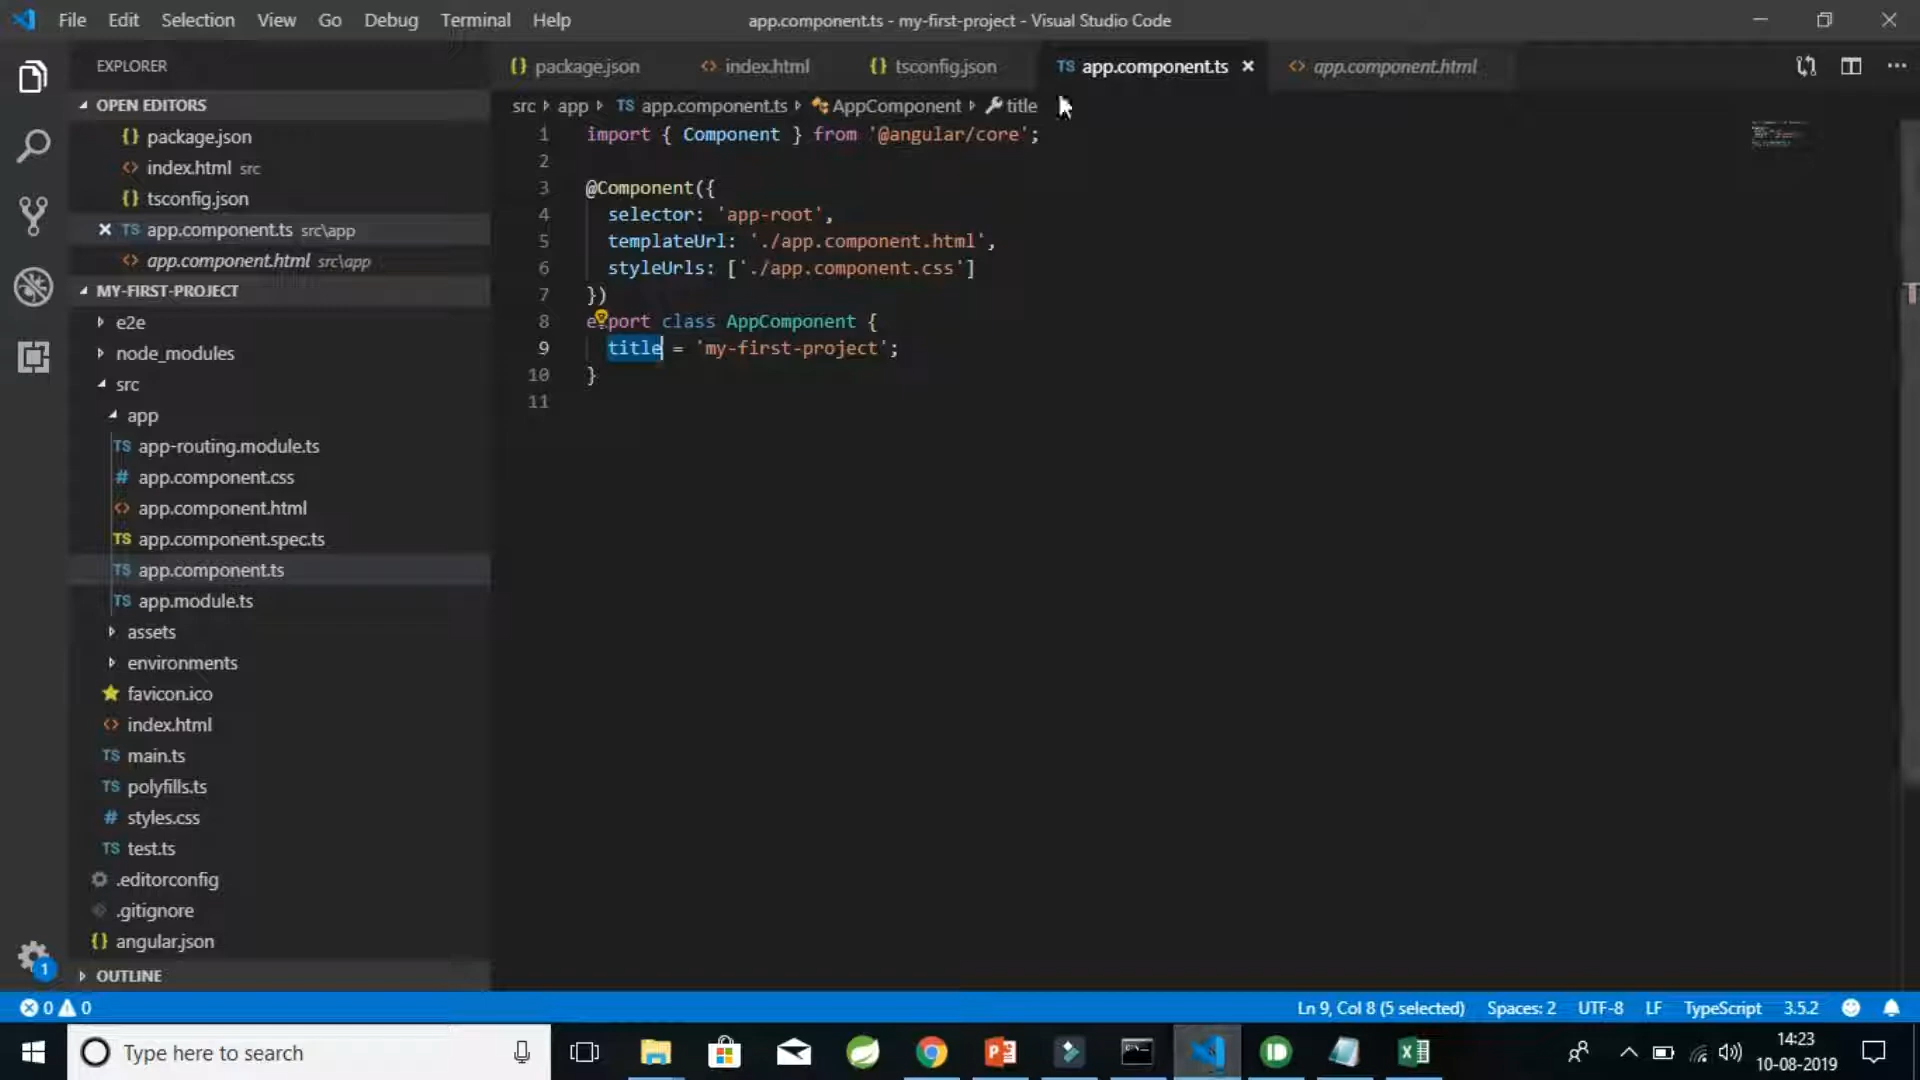 File Edit Selection View Go Debug Terminal Help app.component.ts - my-first-project - Visual Studio Code
EXPLORER
OPEN EDITORS
{} package.json
<> index.html src
{} tsconfig.json
TS app.component.ts src\app
<> app.component.html src\app
MY-FIRST-PROJECT
e2e
node_modules
src
app
TS app-routing.module.ts
# app.component.css
<> app.component.html
TS app.component.spec.ts
TS app.component.ts
TS app.module.ts
assets
environments
favicon.ico
<> index.html
TS main.ts
TS polyfills.ts
# styles.css
TS test.ts
.editorconfig
.gitignore
{} angular.json
OUTLINE
{} package.json <> index.html {} tsconfig.json TS app.component.ts <> app.component.html
src app TS app.component.ts AppComponent title
1 import { Component } from '@angular/core';
2
3 @Component({
4 selector: 'app-root',
5 templateUrl: './app.component.html',
6 styleUrls: ['./app.component.css']
7 })
8 export class AppComponent {
9 title = 'my-first-project';
10 }
11
1
0 0 Ln 9, Col 8 (5 selected) Spaces: 2 UTF-8 LF TypeScript 3.5.2
Type here to search
14:23
10-08-2019